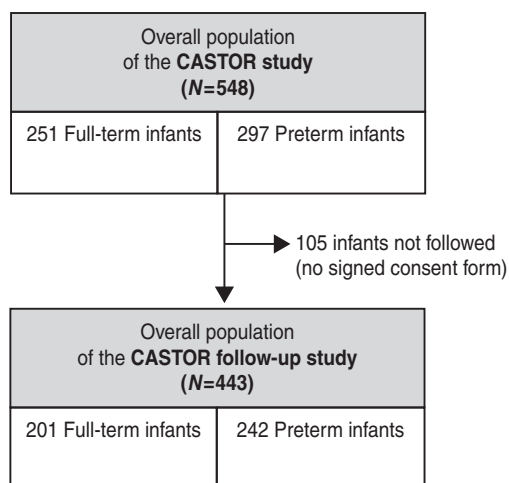 Overall population
of the CASTOR study
(N=548)
251 Full-term infants
297 Preterm infants
105 infants not followed
(no signed consent form)
Overall population
of the CASTOR follow-up study
(N=443)
201 Full-term infants
242 Preterm infants